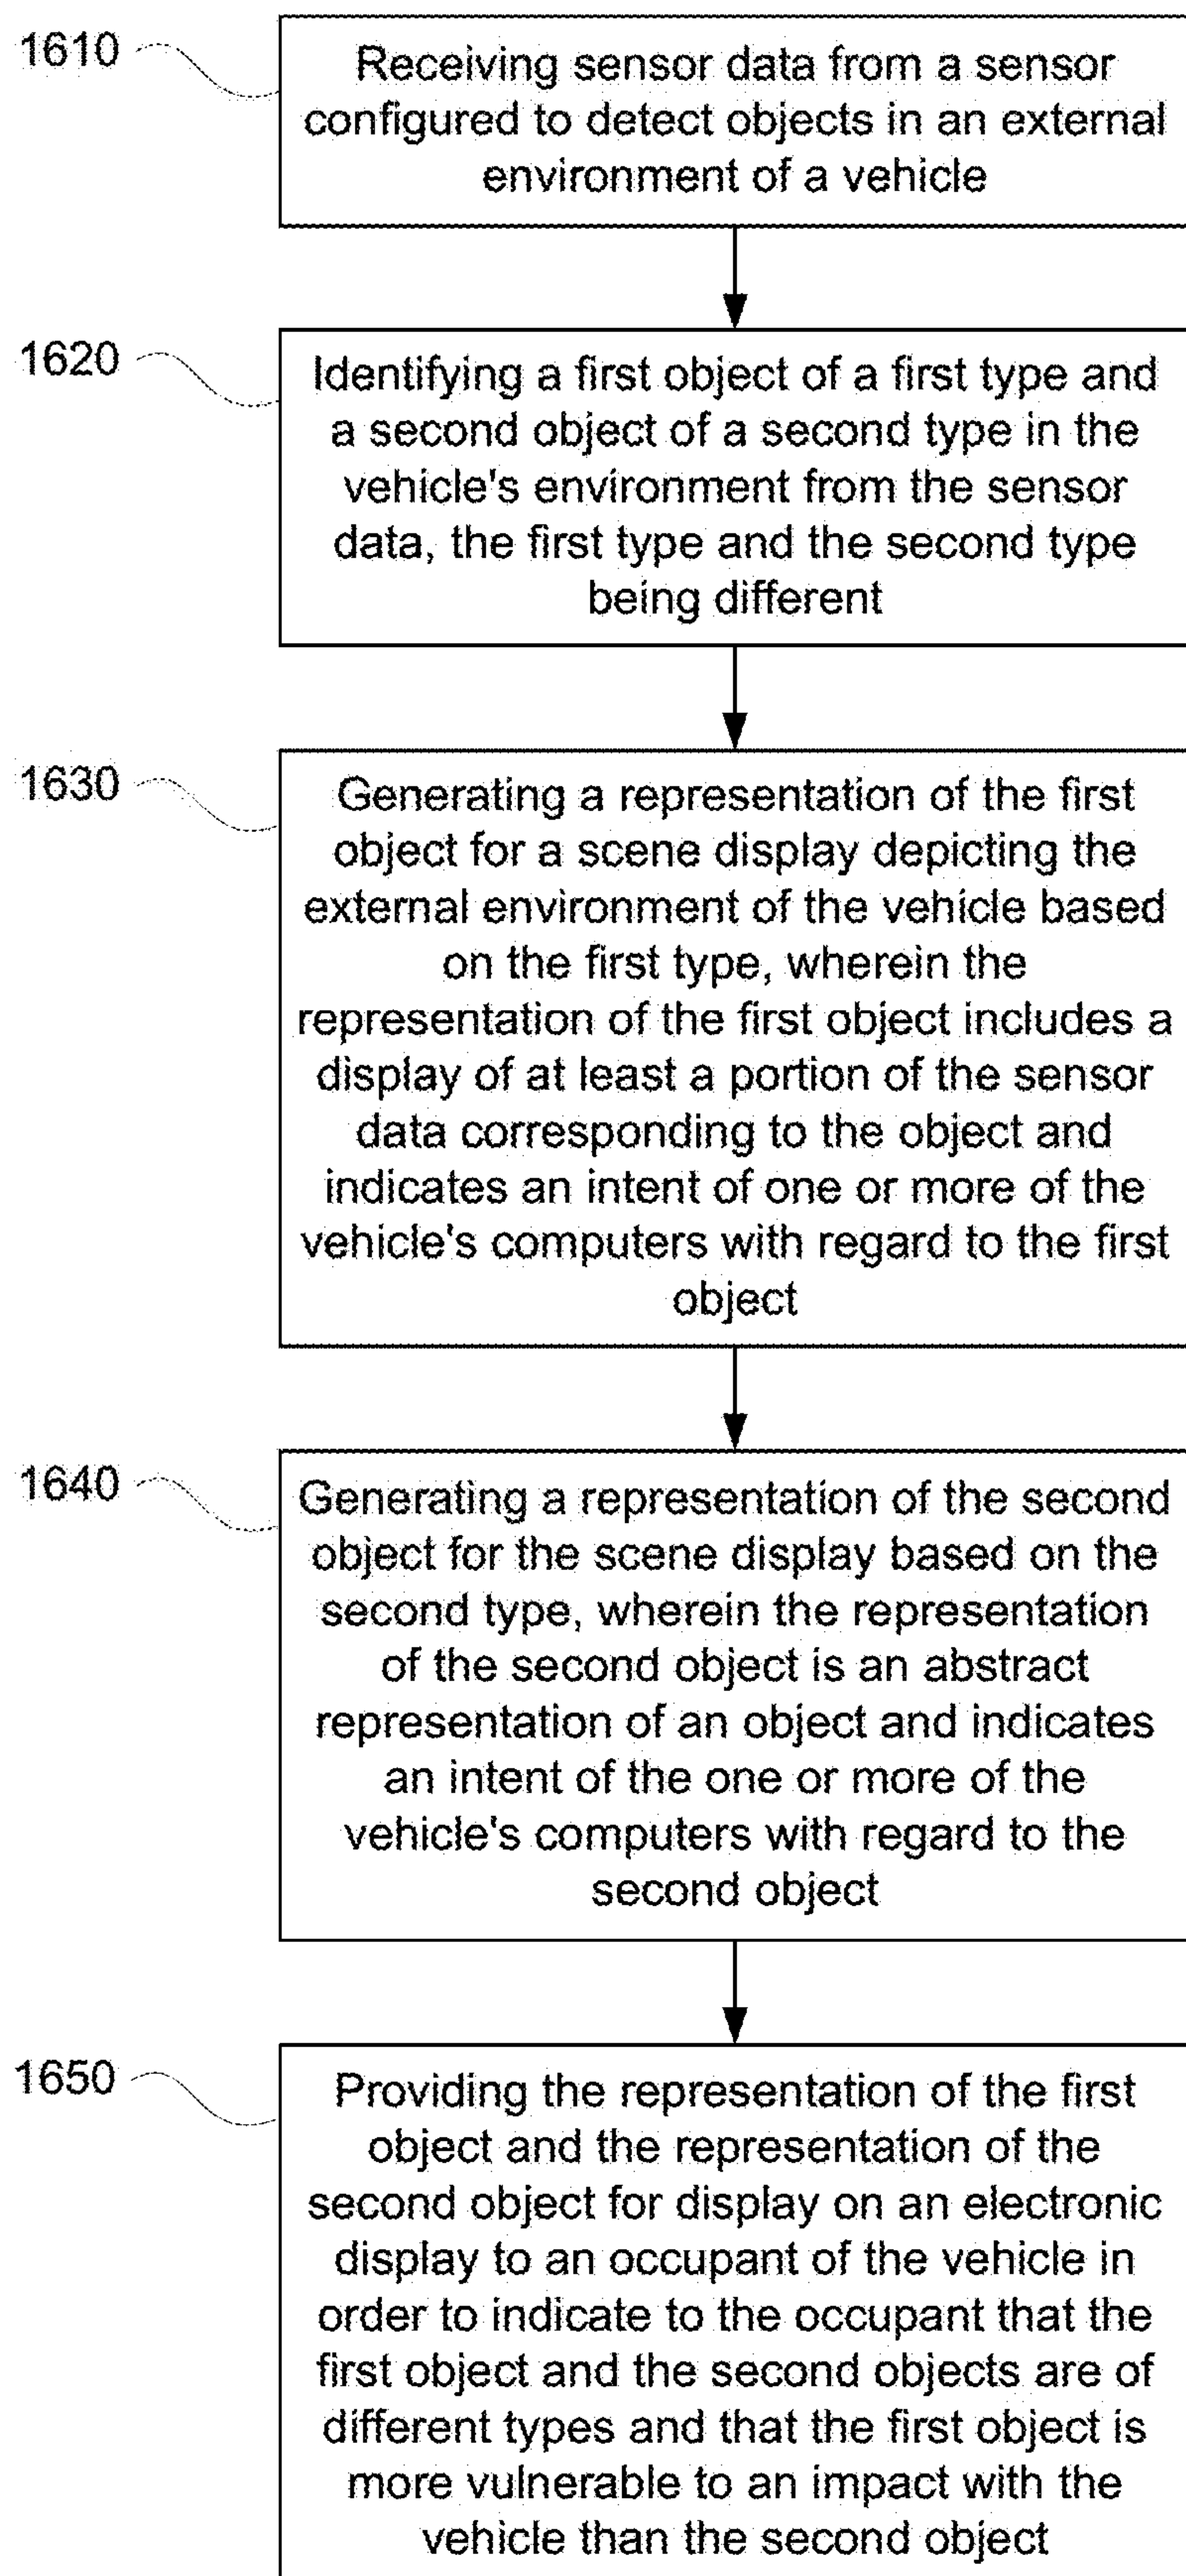 1610
Receiving sensor data from a sensor
configured to detect objects in an external
environment of a vehicle
1620
Identifying a first object of a first type and
a second object of a second type in the
vehicle's environment from the sensor
data, the first type and the second type
being different
1630
Generating a representation of the first
object for a scene display depicting the
external environment of the vehicle based
on the first type, wherein the
representation of the first object includes a
display of at least a portion of the sensor
data corresponding to the object and
indicates an intent of one or more of the
vehicle's computers with regard to the first
object
1640
Generating a representation of the second
object for the scene display based on the
second type, wherein the representation
of the second object is an abstract
representation of an object and indicates
an intent of the one or more of the
vehicle's computers with regard to the
second object
1650
Providing the representation of the first
object and the representation of the
second object for display on an electronic
display to an occupant of the vehicle in
order to indicate to the occupant that the
first object and the second objects are of
different types and that the first object is
more vulnerable to an impact with the
vehicle than the second object